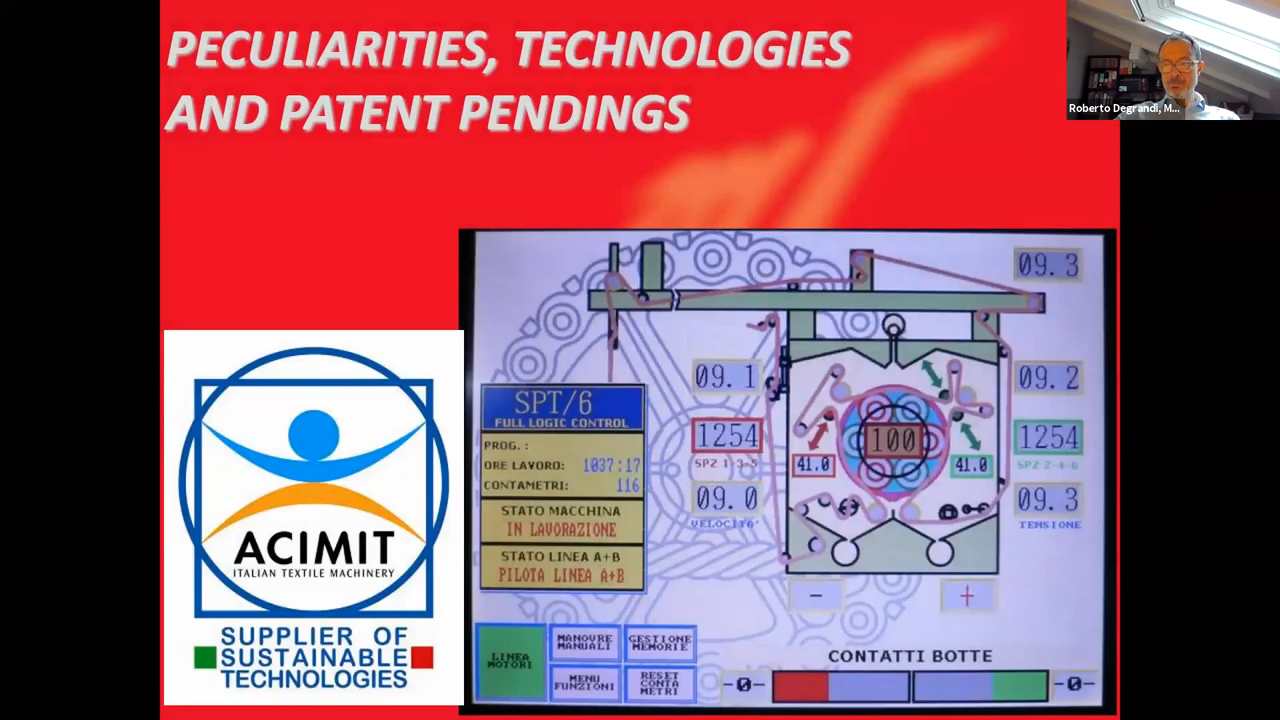 PECULIARITIES, TECHNOLOGIES
AND PATENT PENDINGS
Roberto Degrandi, M...
ACIMIT
ITALIAN TEXTILE MACHINERY
SUPPLIER OF
SUSTAINABLE
TECHNOLOGIES
SPT/6
FULL LOGIC CONTROL
PROG. :
ORE LAVORO: 1037:17
CONTAMETRI: 116
STATO MACCHINA
IN LAVORAZIONE
STATO LINEA A+B
PILOTA LINEA A+B
LINEA
MOTORI
MANOVRE
MANUALI
GESTIONE
MEMORIE
MENU
FUNZIONI
RESET
CONTA
METRI
09.3
09.1
09.2
1254
SPZ 1-3-5
1254
SPZ 2-4-6
100
41.0
41.0
09.0
VELOCITA'
09.3
TENSIONE
-
+
CONTATTI BOTTE
-0-
-0-